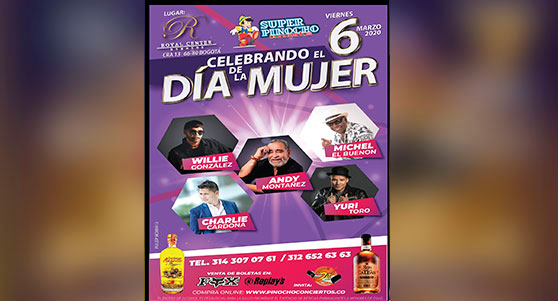 LUGAR:
R
ROYAL CENTER
CRA 13 66-80 BOGOTÁ
SUPER
PINOCHO
VIERNES
6
MARZO
2020
CELEBRANDO EL
DÍA DE LA MUJER
WILLIE
GONZÁLEZ
MICHEL
EL BUENON
ANDY
MONTAÑEZ
CHARLIE
CARDONA
YURI
TORO
TEL. 314 307 07 61 / 312 652 63 63
VENTA DE BOLETAS EN:
INVITA:
Replay's
COMPRA ONLINE: WWW.PINOCHOCONCIERTOS.CO